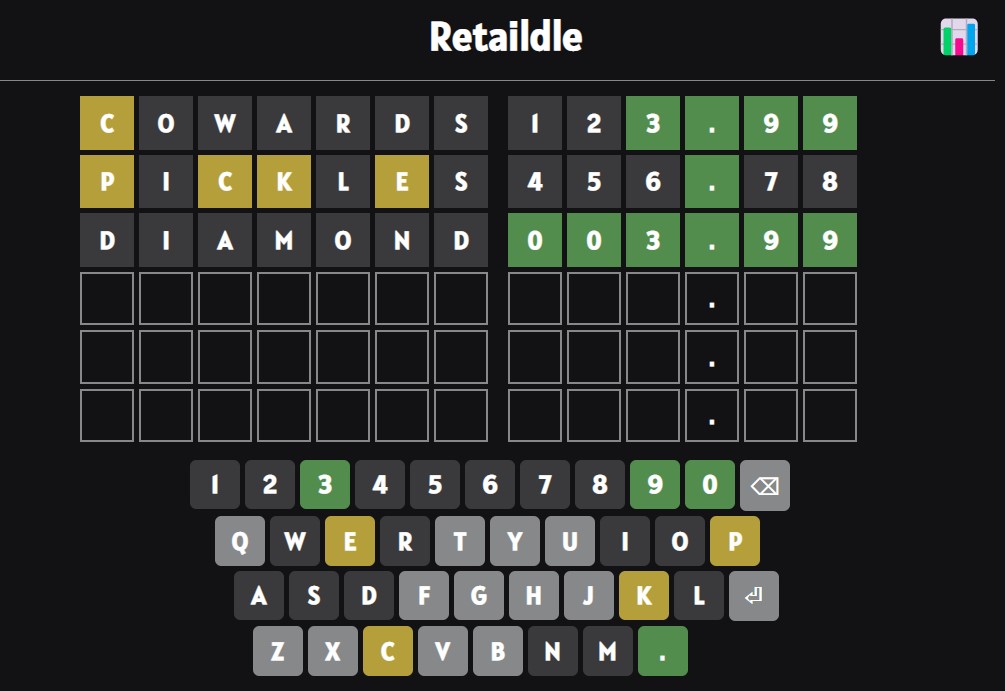 Retaildle
C O W A R D S 1 2 3 . 9 9
P I C K L E S 4 5 6 . 7 8
D I A M O N D 0 0 3 . 9 9
.
.
.
1 2 3 4 5 6 7 8 9 0 ⌫
Q W E R T Y U I O P
A S D F G H J K L ⏎
Z X C V B N M .